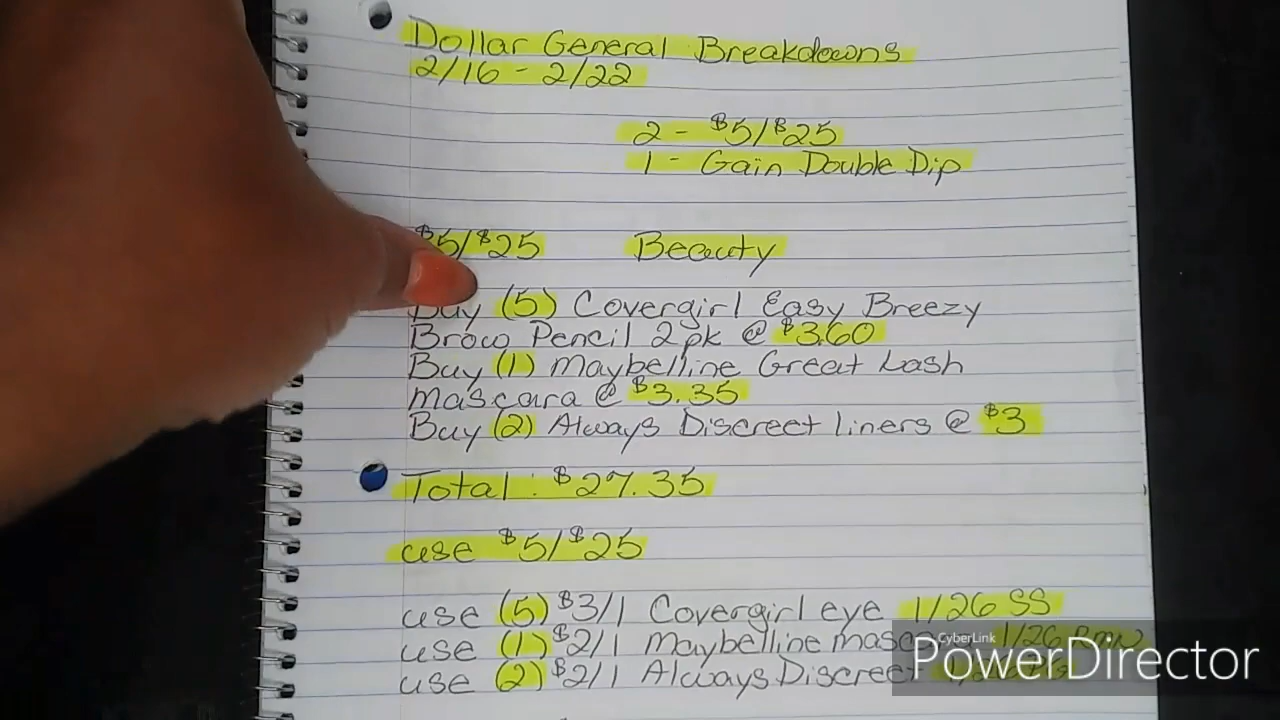 Dollar General Breakdowns
2/16 - 2/22
2 - $5/$25
1 - Gain Double Dip
$5/$25 Beauty
Buy (5) Covergirl Easy Breezy
Brow Pencil 2pk @ $3.60
Buy (1) Maybelline Great Lash
Mascara @ $3.35
Buy (2) Always Discreet liners @ $3
Total: $27.35
use $5/$25
use (5) $3/1 Covergirl eye 1/26 SS
use (1) $2/1 Maybelline 1/26
use (2) $2/1 Always Discreet
CyberLink
PowerDirector